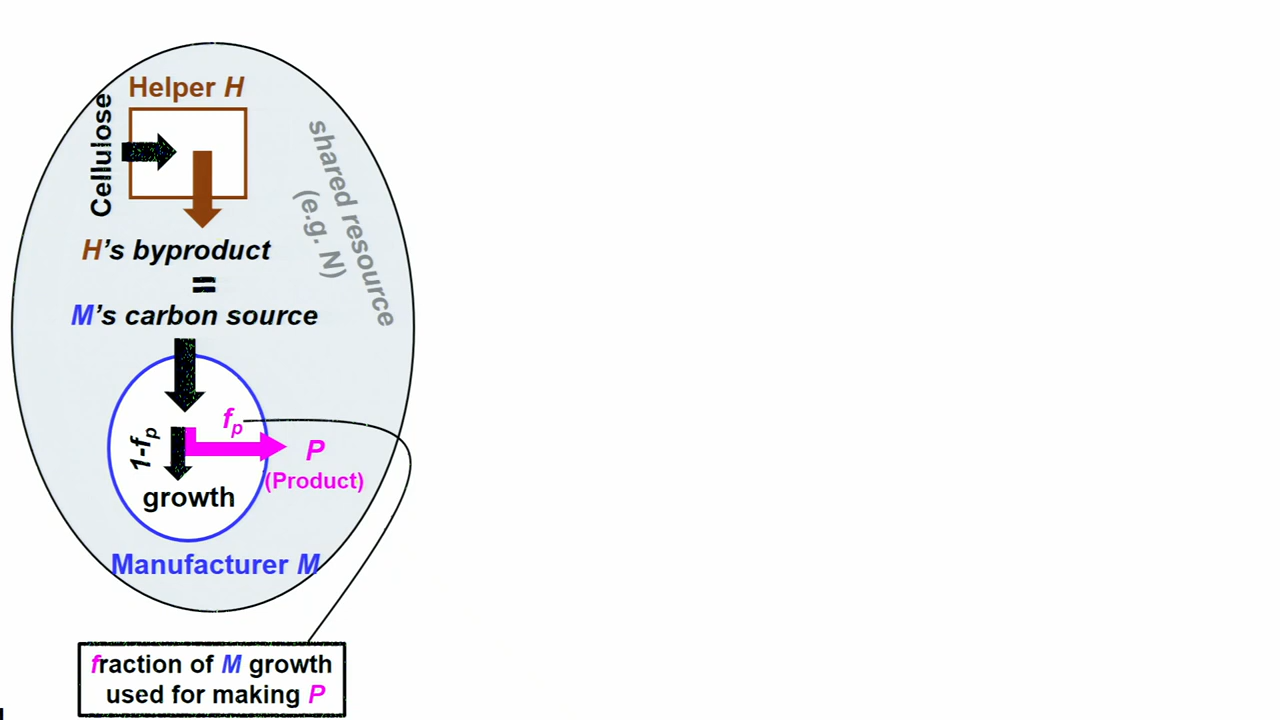 Helper H
Cellulose
shared resource
(e.g. N)
H's byproduct
=
M's carbon source
fp
1-fp
P
(Product)
growth
Manufacturer M
fraction of M growth
used for making P